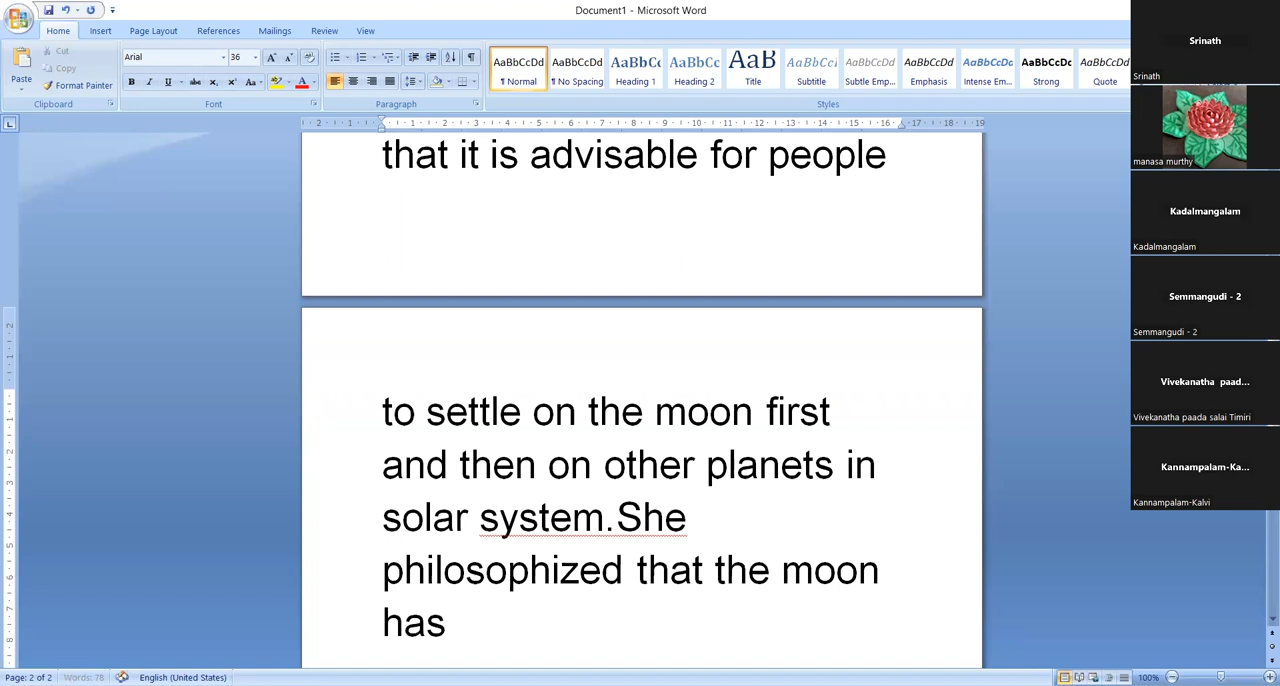 Document1 - Microsoft Word
Home Insert Page Layout References Mailings Review View
Paste
Cut
Copy
Format Painter
Clipboard
Arial 36
Font
Paragraph
AaBbCcDd AaBbCcDd AaBbCc AaBbCc AaB AaBbCcI AaBbCcDd AaBbCcDd AaBbCcDc AaBbCcDc AaBbCcDd
¶ Normal ¶ No Spacing Heading 1 Heading 2 Title Subtitle Subtle Emp... Emphasis Intense Em... Strong Quote
Styles
that it is advisable for people
to settle on the moon first
and then on other planets in
solar system.She
philosophized that the moon
has
Srinath
Srinath
manasa murthy
Kadalmangalam
Kadalmangalam
Semmangudi - 2
Semmangudi - 2
Vivekanatha paad...
Vivekanatha paada salai Timiri
Kannampalam-Ka...
Kannampalam-Kalvi
Page: 2 of 2 Words: 78 English (United States) 100%